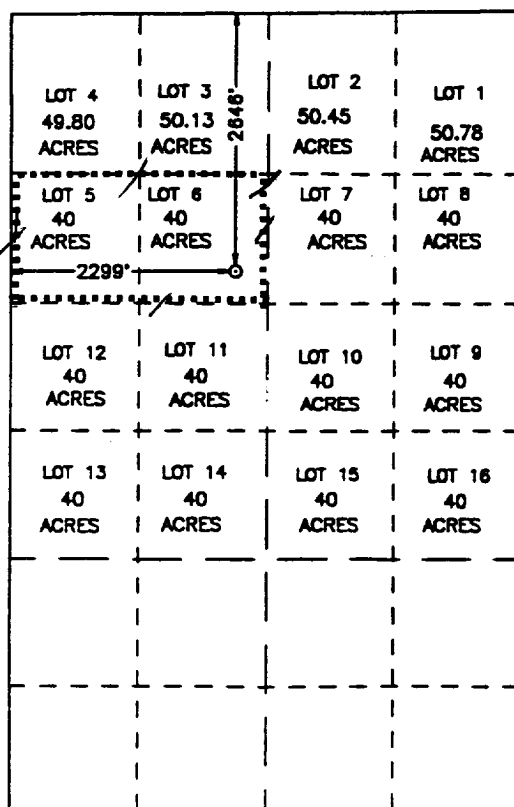 LOT 4
49.80
ACRES
LOT 3
50.13
ACRES
2646'
LOT 2
50.45
ACRES
LOT 1
50.78
ACRES
LOT 5
40
ACRES
LOT 6
40
ACRES
LOT 7
40
ACRES
LOT 8
40
ACRES
2299'
LOT 12
40
ACRES
LOT 11
40
ACRES
LOT 10
40
ACRES
LOT 9
40
ACRES
LOT 13
40
ACRES
LOT 14
40
ACRES
LOT 15
40
ACRES
LOT 16
40
ACRES